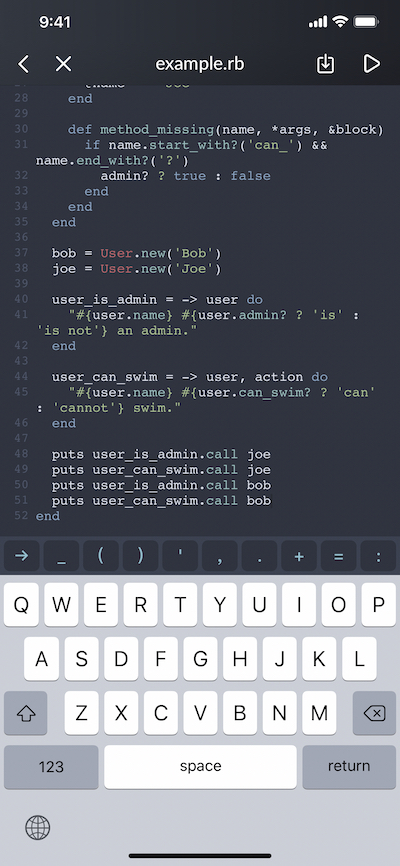 9:41
example.rb
28 end
29
30 def method_missing(name, *args, &block)
31 if name.start_with?('can_') &&
name.end_with?('?')
32 admin? ? true : false
33 end
34 end
35 end
36
37 bob = User.new('Bob')
38 joe = User.new('Joe')
39
40 user_is_admin = -> user do
41 "#{user.name} #{user.admin? ? 'is' :
'is not'} an admin."
42 end
43
44 user_can_swim = -> user, action do
45 "#{user.name} #{user.can_swim? ? 'can'
: 'cannot'} swim."
46 end
47
48 puts user_is_admin.call joe
49 puts user_can_swim.call joe
50 puts user_is_admin.call bob
51 puts user_can_swim.call bob
52 end
→ _ ( ) ' , . + = :
Q W E R T Y U I O P
A S D F G H J K L
Z X C V B N M
123 space return